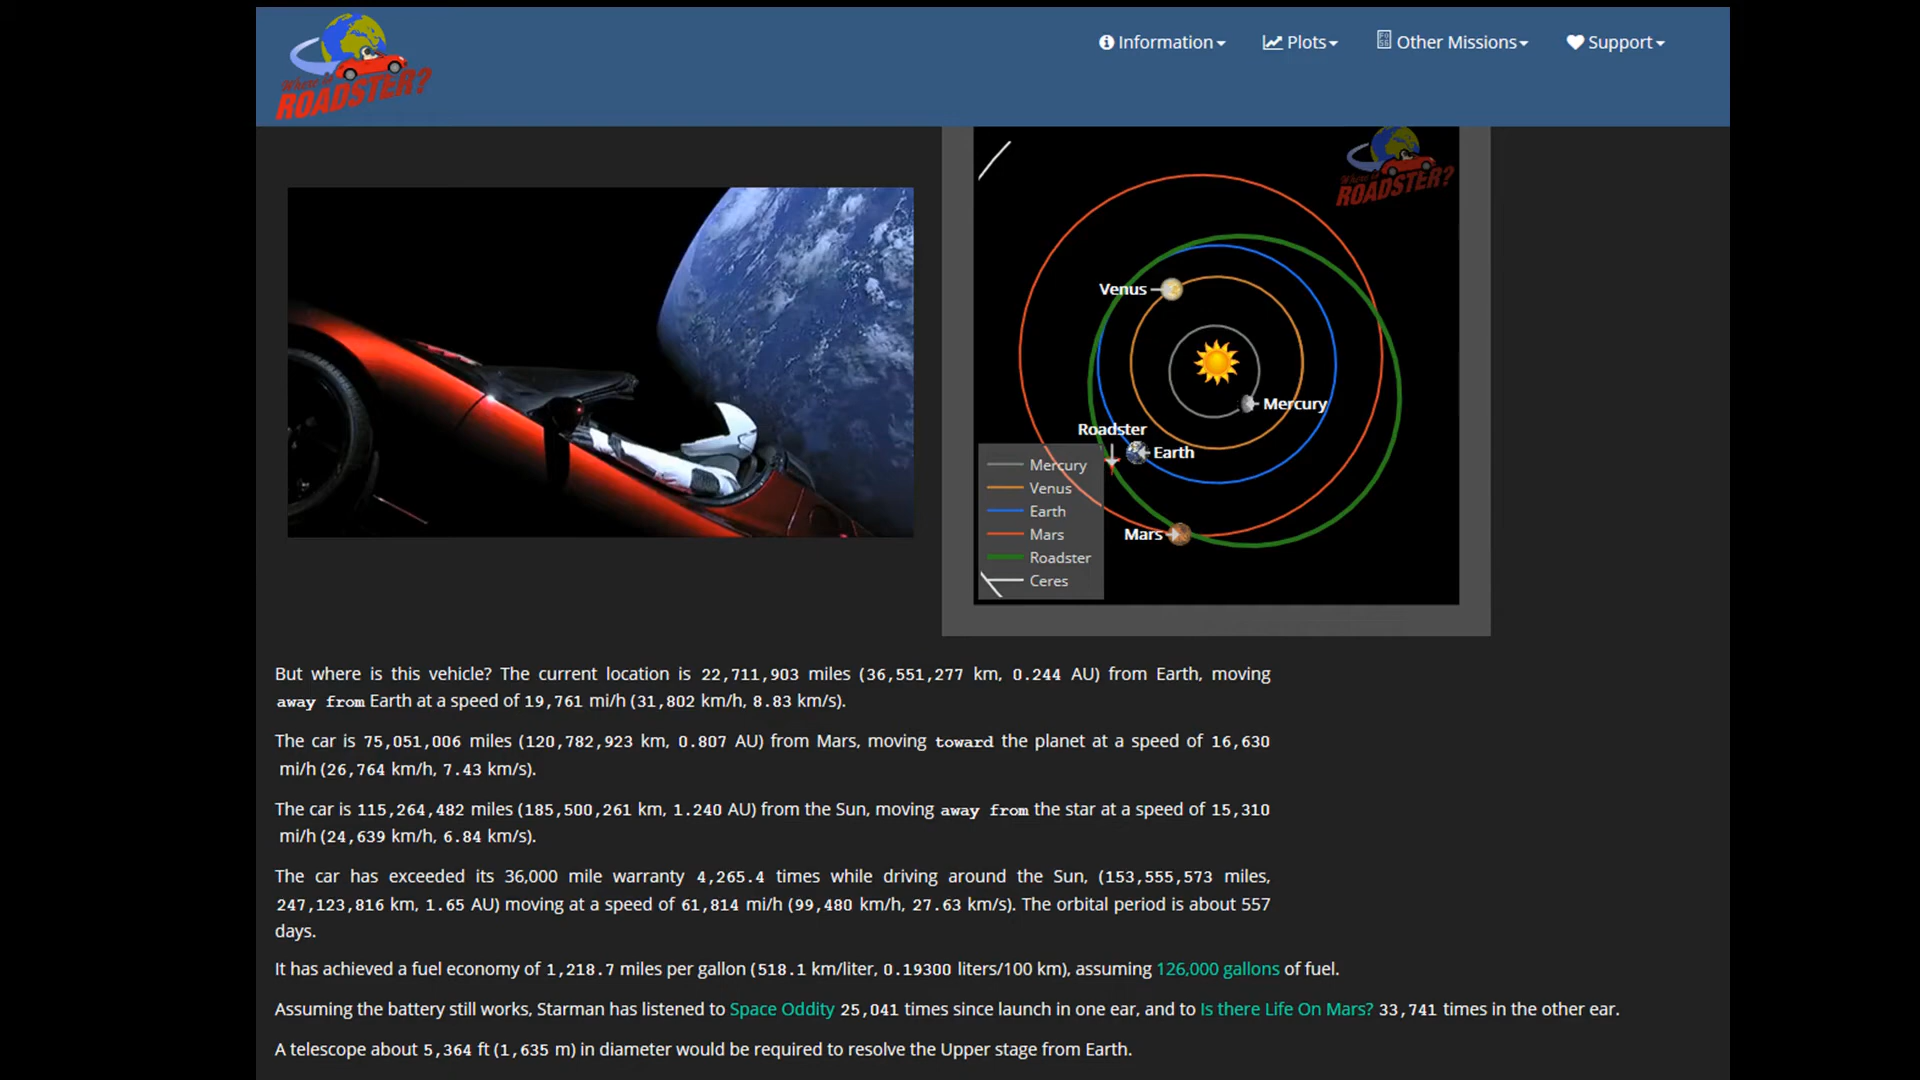 Where is
ROADSTER?
Information
Plots
Other Missions
Support
Where is
ROADSTER?
Venus
Mercury
Roadster
Earth
Mars
Mercury
Venus
Earth
Mars
Roadster
Ceres
But where is this vehicle? The current location is 22,711,903 miles (36,551,277 km, 0.244 AU) from Earth, moving
away from Earth at a speed of 19,761 mi/h (31,802 km/h, 8.83 km/s).
The car is 75,051,006 miles (120,782,923 km, 0.807 AU) from Mars, moving toward the planet at a speed of 16,630
mi/h (26,764 km/h, 7.43 km/s).
The car is 115,264,482 miles (185,500,261 km, 1.240 AU) from the Sun, moving away from the star at a speed of 15,310
mi/h (24,639 km/h, 6.84 km/s).
The car has exceeded its 36,000 mile warranty 4,265.4 times while driving around the Sun, (153,555,573 miles,
247,123,816 km, 1.65 AU) moving at a speed of 61,814 mi/h (99,480 km/h, 27.63 km/s). The orbital period is about 557
days.
It has achieved a fuel economy of 1,218.7 miles per gallon (518.1 km/liter, 0.19300 liters/100 km), assuming 126,000 gallons of fuel.
Assuming the battery still works, Starman has listened to Space Oddity 25,041 times since launch in one ear, and to Is there Life On Mars? 33,741 times in the other ear.
A telescope about 5,364 ft (1,635 m) in diameter would be required to resolve the Upper stage from Earth.